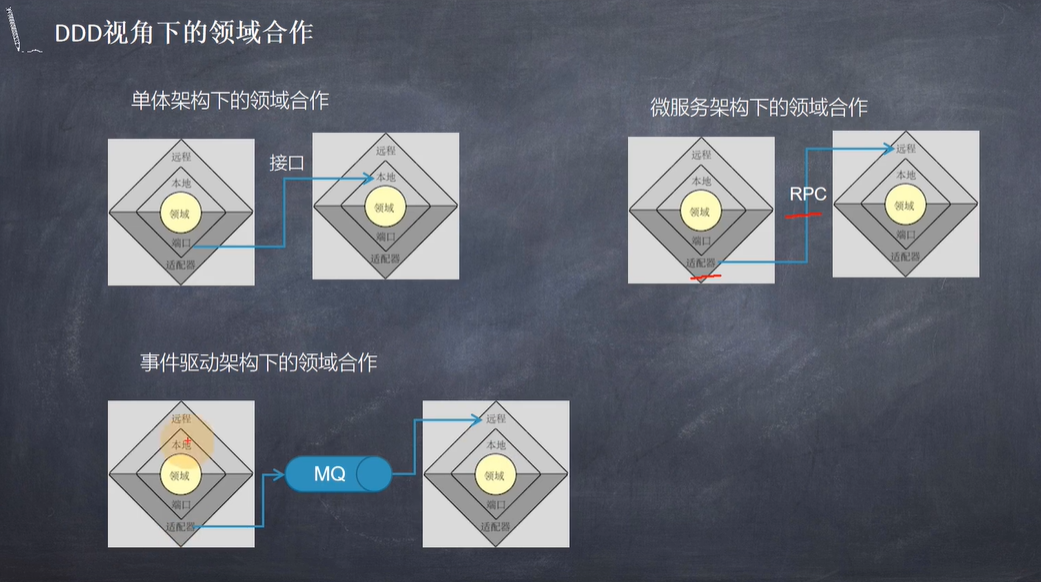 DDD视角下的领域合作
单体架构下的领域合作
远程
本地
领域
端口
适配器
接口
远程
本地
领域
端口
适配器
微服务架构下的领域合作
远程
本地
领域
端口
适配器
RPC
远程
本地
领域
端口
适配器
事件驱动架构下的领域合作
远程
本地
领域
端口
适配器
MQ
远程
本地
领域
端口
适配器